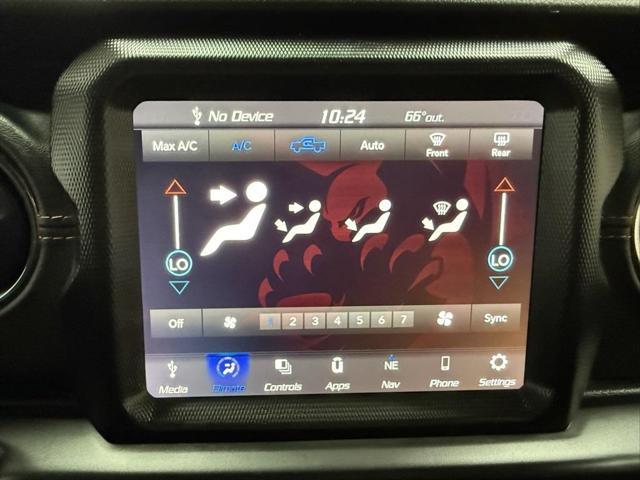 No Device 10:24 66°out.
Max A/C A/C Auto Front Rear
LO LO
Off 2 3 4 5 6 7 Sync
Media Climate Controls Apps NE Nav Phone Settings